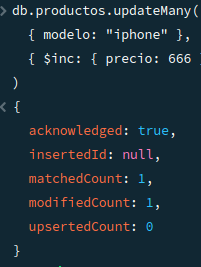 > db.productos.updateMany(
{ modelo: "iphone" },
{ $inc: { precio: 666 }
)
< {
acknowledged: true,
insertedId: null,
matchedCount: 1,
modifiedCount: 1,
upsertedCount: 0
}